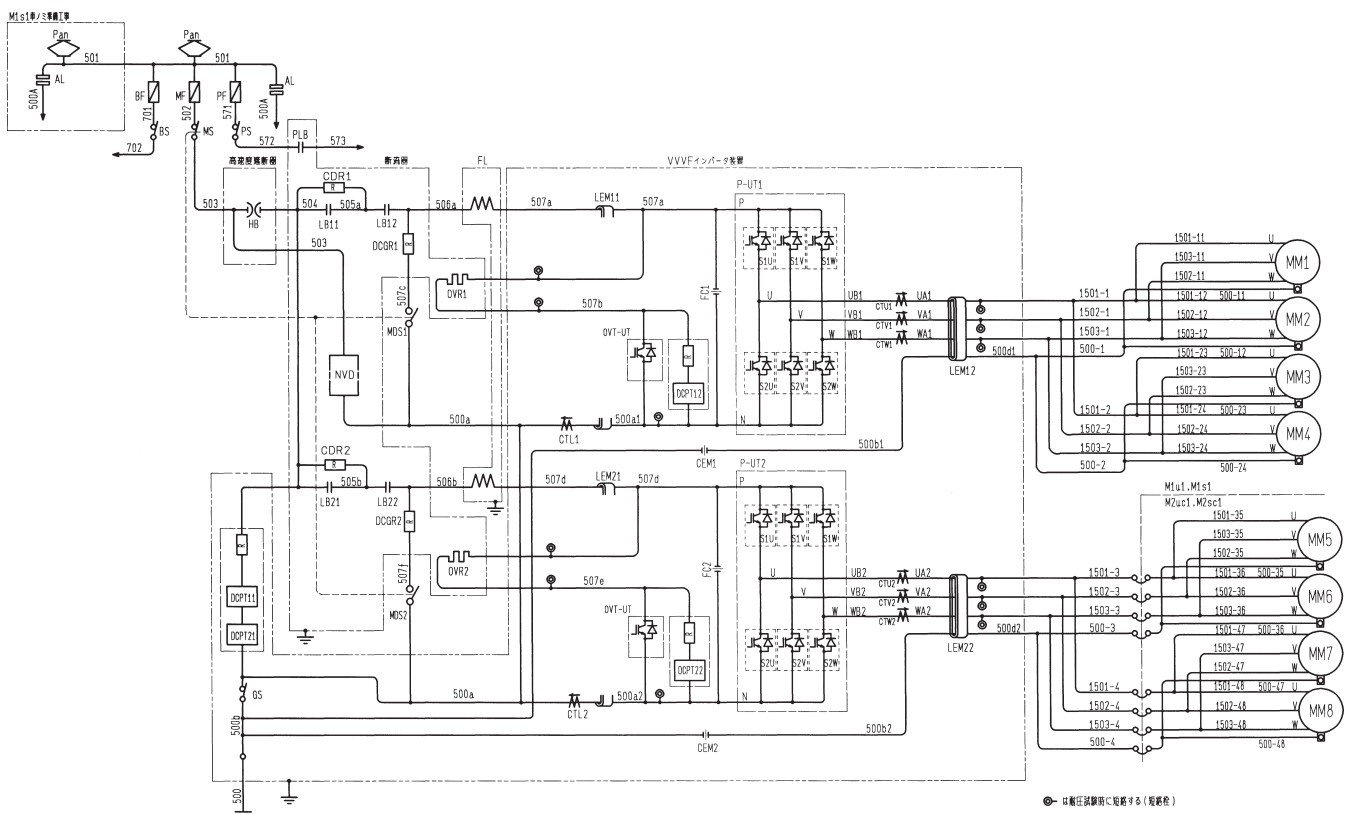 M1s1車ノミ準備工事
Pan
Pan
501
501
AL
500A
BF
701
MF
502
PF
571
AL
500A
BS
MS
PS
702
572
PLB
573
高速度遮断器
断流器
FL
VVVFインバータ装置
CDR1
R
503
HB
504
505a
LB11
LB12
506a
507a
LEM11
507a
P-UT1
P
503
DCGR1
R
OVR1
507b
507c
MDS1
OVT-UT
R
DCPT12
FC1
S1U
S1V
S1W
U
V
W
UB1
VB1
WB1
CTU1
CTV1
CTW1
UA1
VA1
WA1
S2U
S2V
S2W
N
LEM12
500d1
NVD
500a
CTL1
500a1
CEM1
500b1
1501-1
1502-1
1503-1
500-1
1501-2
1502-2
1503-2
500-2
1501-11
1503-11
1502-11
U
V
W
MM1
1501-12
500-11
1502-12
1503-12
U
V
W
MM2
1501-23
500-12
1503-23
1502-23
U
V
W
MM3
1501-24
500-23
1502-24
1503-24
500-24
U
V
W
MM4
CDR2
R
505b
LB21
LB22
506b
507d
LEM21
507d
P-UT2
P
DCGR2
R
OVR2
507e
507f
MDS2
OVT-UT
R
DCPT22
FC2
S1U
S1V
S1W
U
V
W
UB2
VB2
WB2
CTU2
CTV2
CTW2
UA2
VA2
WA2
S2U
S2V
S2W
N
LEM22
500d2
R
DCPT11
DCPT21
GS
500b
500
500a
CTL2
500a2
CEM2
500b2
M1u1.M1s1
M2uc1.M2sc1
1501-3
1502-3
1503-3
500-3
1501-4
1502-4
1503-4
500-4
1501-35
1503-35
1502-35
U
V
W
MM5
1501-36
500-35
1502-36
1503-36
U
V
W
MM6
1501-47
500-36
1503-47
1502-47
U
V
W
MM7
1501-48
500-47
1502-48
1503-48
500-48
U
V
W
MM8
は耐圧試験時に短絡する(短絡栓)